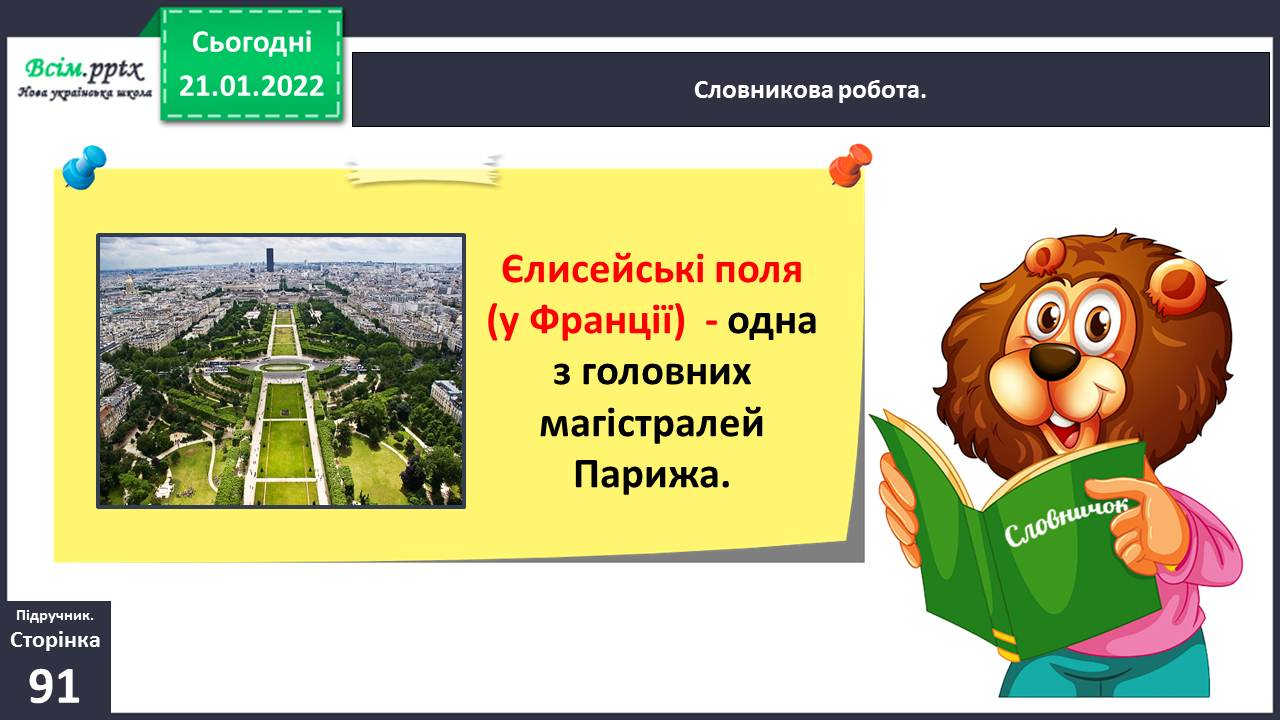 Всім.pptx
Нова українська школа
Сьогодні
21.01.2022
Словникова робота.
Єлисейські поля
(у Франції)  - одна
з головних
магістралей
Парижа.
Словничок
Підручник.
Сторінка
91